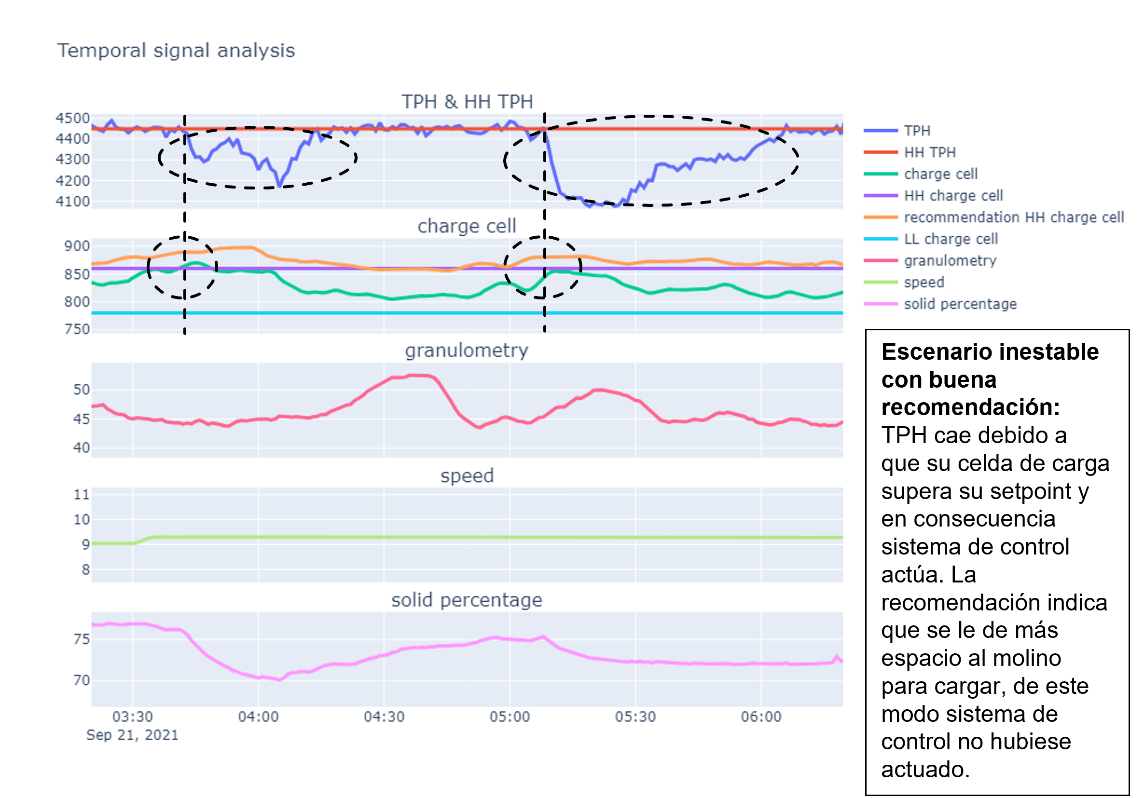 Temporal signal analysis
TPH & HH TPH
4500
4400
4300
4200
4100
charge cell
900
850
800
750
granulometry
50
45
40
speed
11
10
9
8
solid percentage
75
70
03:30 04:00 04:30 05:00 05:30 06:00
Sep 21, 2021
TPH
HH TPH
charge cell
HH charge cell
recommendation HH charge cell
LL charge cell
granulometry
speed
solid percentage
Escenario inestable
con buena
recomendación:
TPH cae debido a
que su celda de carga
supera su setpoint y
en consecuencia
sistema de control
actúa. La
recomendación indica
que se le de más
espacio al molino
para cargar, de este
modo sistema de
control no hubiese
actuado.